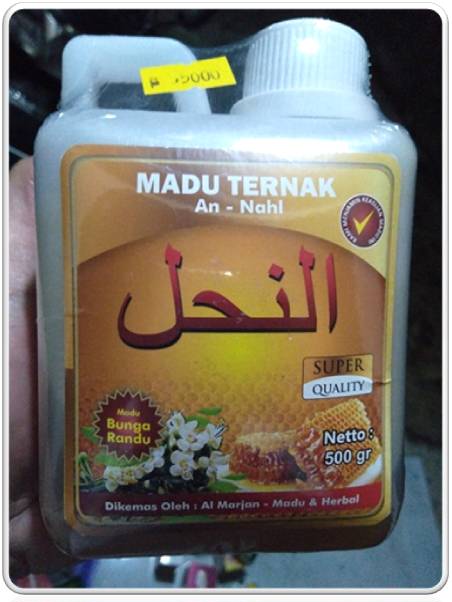 MADU TERNAK
An - Nahl
النحل
SUPER
QUALITY
Madu
Bunga
Randu
Netto :
500 gr
Dikemas Oleh : Al Marjan - Madu & Herbal